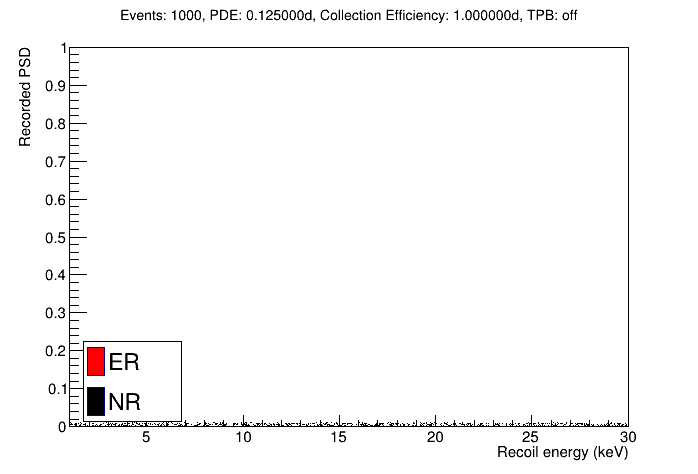 Events: 1000, PDE: 0.125000d, Collection Efficiency: 1.000000d, TPB: off
Recorded PSD
1
0.9
0.8
0.7
0.6
0.5
0.4
0.3
0.2
0.1
0
ER
NR
5 10 15 20 25 30
Recoil energy (keV)